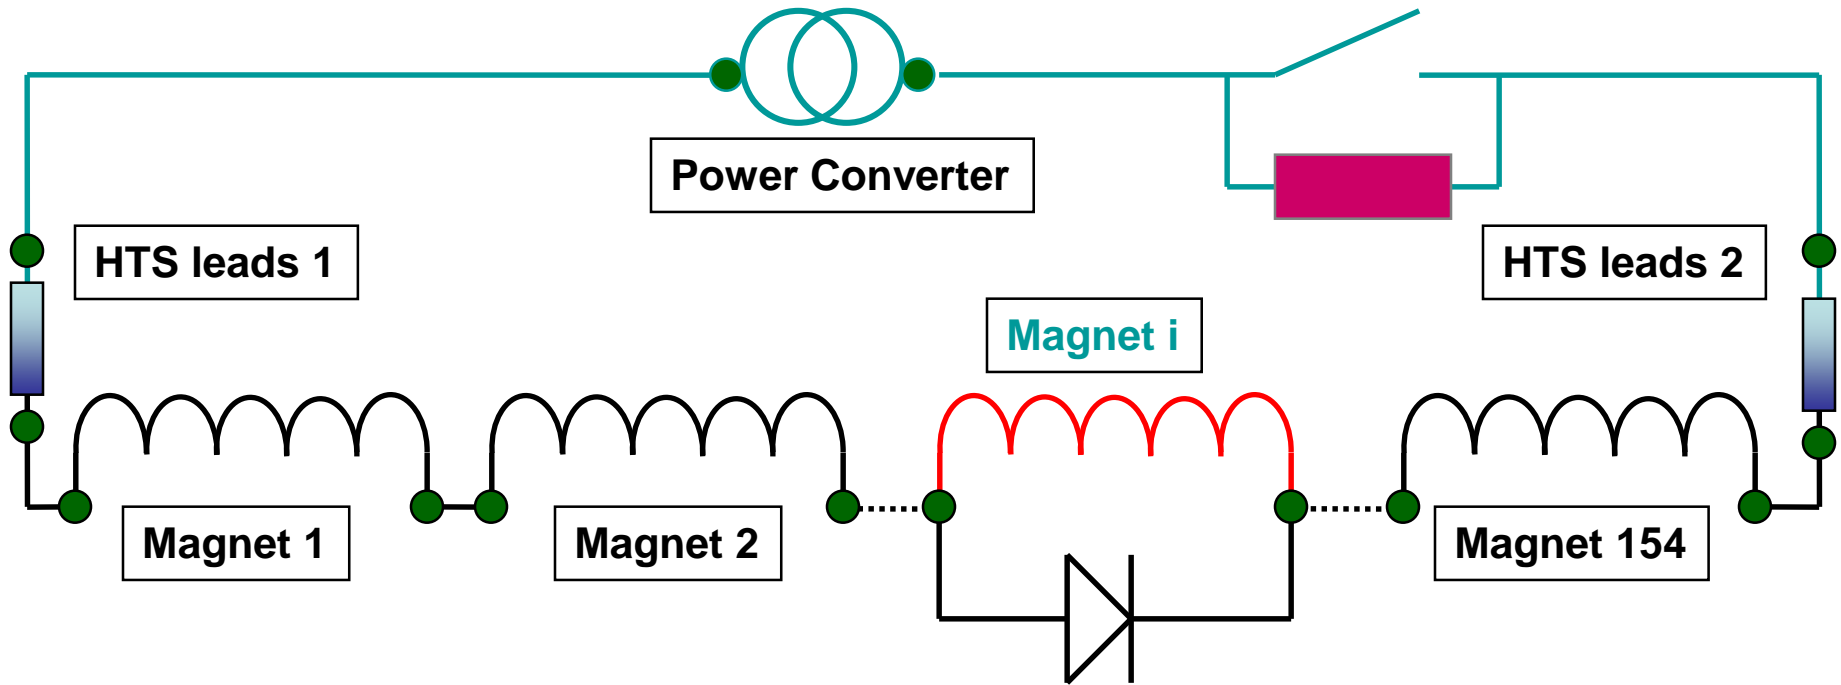 Power Converter
HTS leads 1
HTS leads 2
Magnet i
Magnet 1
Magnet 2
Magnet 154